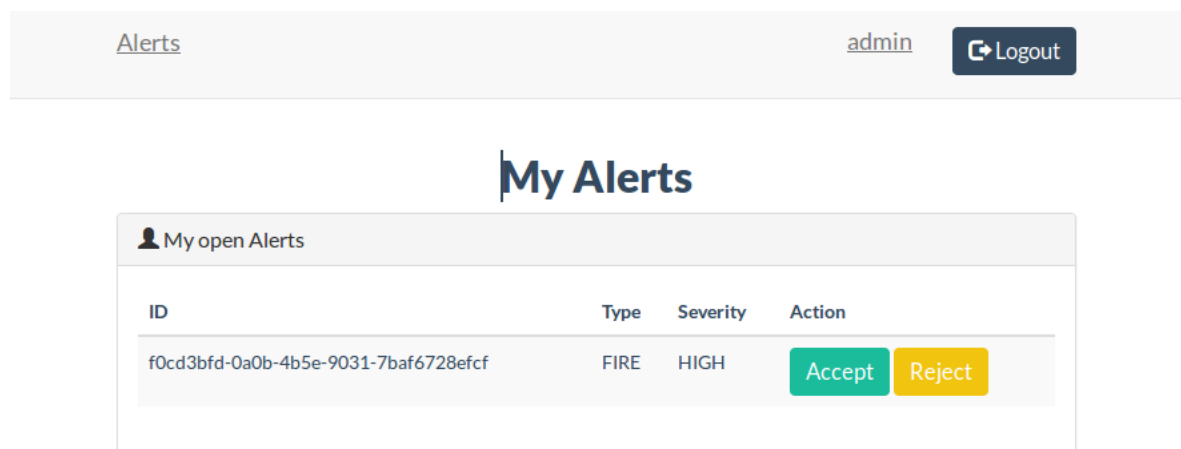 Alerts admin Logout
My Alerts
My open Alerts
ID Type Severity Action
f0cd3bfd-0a0b-4b5e-9031-7baf6728efcf FIRE HIGH Accept Reject